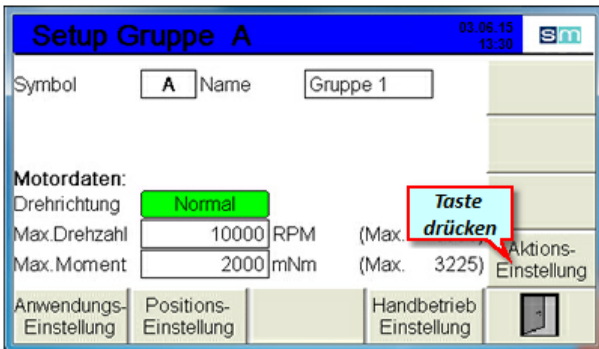 Setup Gruppe A
03.06.15
13:30
sm
Symbol A Name Gruppe 1
Motordaten:
Drehrichtung Normal
Max.Drehzahl 10000 RPM (Max.
Max.Moment 2000 mNm (Max. 3225)
Taste
drücken
Aktions-
Einstellung
Anwendungs-
Einstellung
Positions-
Einstellung
Handbetrieb
Einstellung